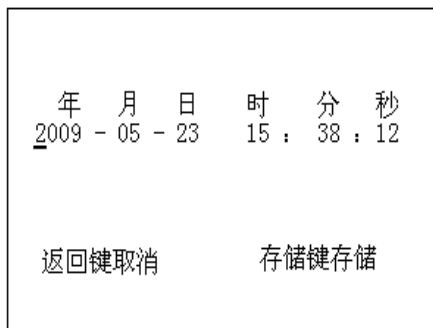 年 月 日 时 分 秒
2009 - 05 - 23 15 : 38 : 12
返回键取消 存储键存储